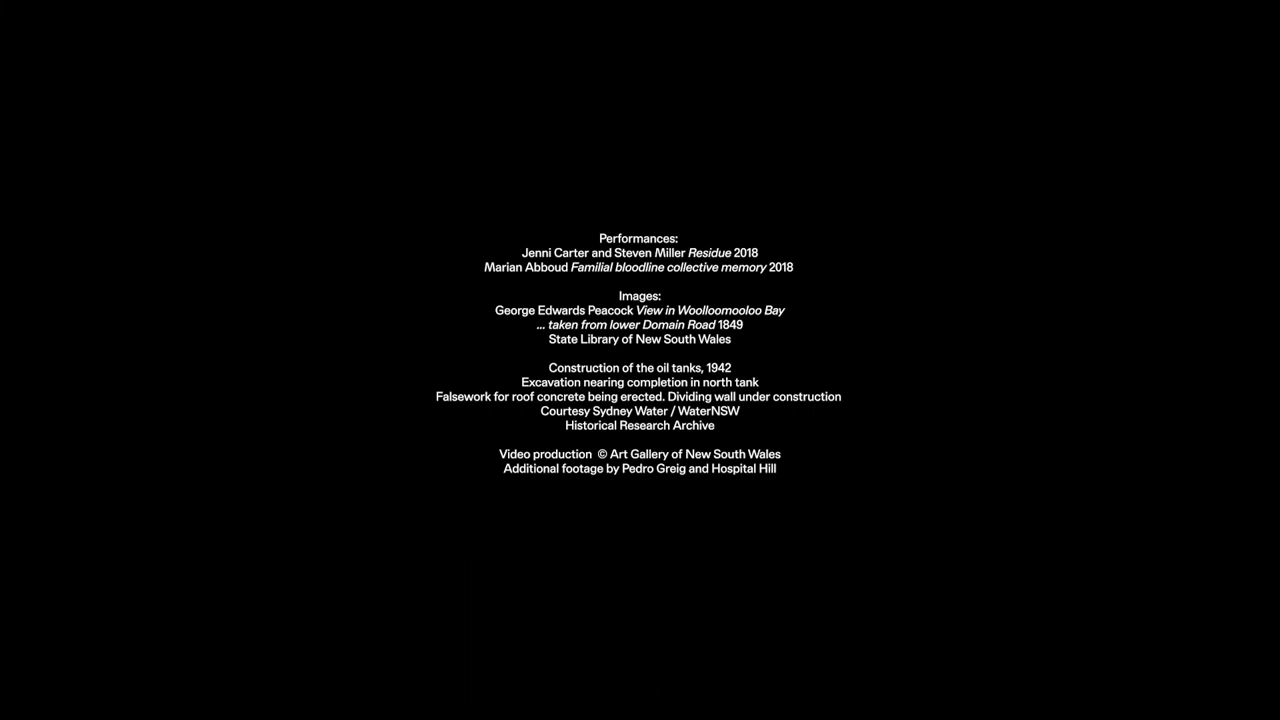 Performances:
Jenni Carter and Steven Miller Residue 2018
Marian Abboud Familial bloodline collective memory 2018
Images:
George Edwards Peacock View in Woolloomooloo Bay
... taken from lower Domain Road 1849
State Library of New South Wales
Construction of the oil tanks, 1942
Excavation nearing completion in north tank
Falsework for roof concrete being erected. Dividing wall under construction
Courtesy Sydney Water / WaterNSW
Historical Research Archive
Video production © Art Gallery of New South Wales
Additional footage by Pedro Greig and Hospital Hill